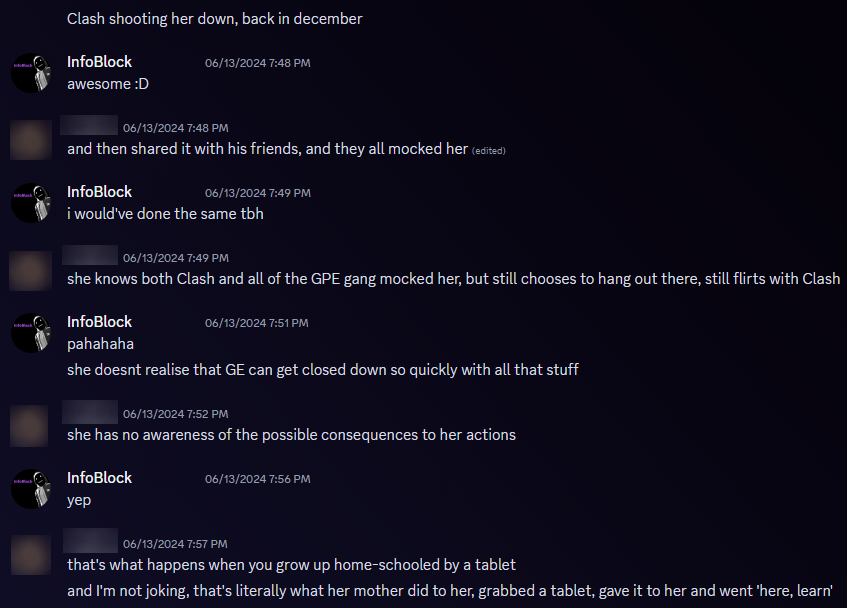 Clash shooting her down, back in december
InfoBlock 06/13/2024 7:48 PM
awesome :D
06/13/2024 7:48 PM
and then shared it with his friends, and they all mocked her (edited)
InfoBlock 06/13/2024 7:49 PM
i would've done the same tbh
06/13/2024 7:49 PM
she knows both Clash and all of the GPE gang mocked her, but still chooses to hang out there, still flirts with Clash
InfoBlock 06/13/2024 7:51 PM
pahahaha
she doesnt realise that GE can get closed down so quickly with all that stuff
06/13/2024 7:52 PM
she has no awareness of the possible consequences to her actions
InfoBlock 06/13/2024 7:56 PM
yep
06/13/2024 7:57 PM
that's what happens when you grow up home-schooled by a tablet
and I'm not joking, that's literally what her mother did to her, grabbed a tablet, gave it to her and went 'here, learn'